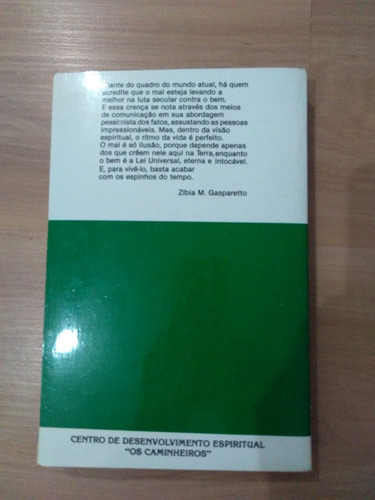 Diante do quadro do mundo atual, há quem
acredite que o mal esteja levando a
melhor na luta secular contra o bem.
E essa crença se nota através dos meios
de comunicação em sua abordagem
pessimista dos fatos, assustando as pessoas
impressionáveis. Mas, dentro da visão
espiritual, o ritmo da vida é perfeito.
O mal é só ilusão, porque depende apenas
dos que crêem nele aqui na Terra, enquanto
o bem é a Lei Universal, eterna e intocável.
E, para vivê-lo, basta acabar
com os espinhos do tempo.
Zibia M. Gasparetto
CENTRO DE DESENVOLVIMENTO ESPIRITUAL
"OS CAMINHEIROS"